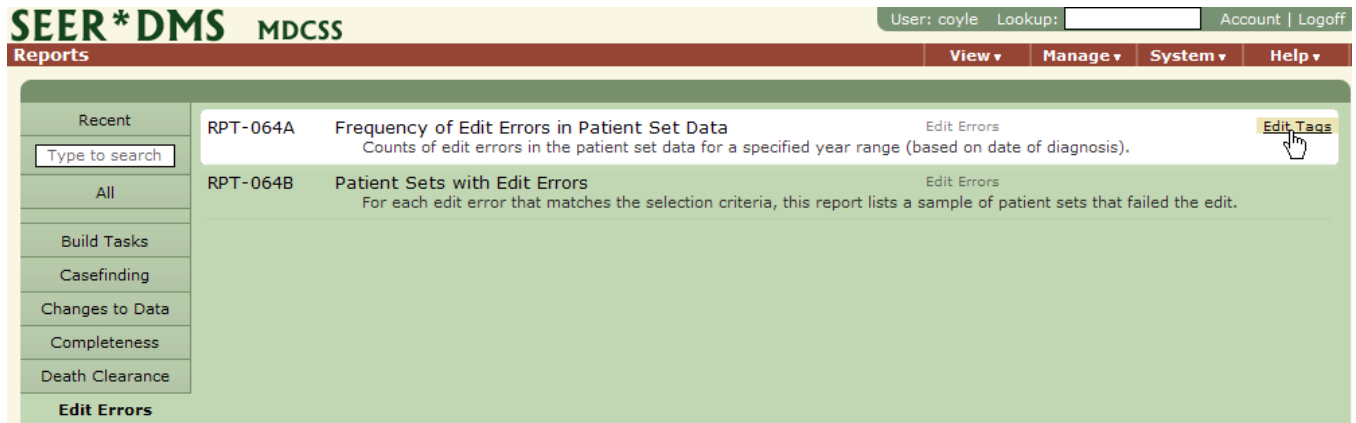 SEER*DMS MDCSS
User: coyle Lookup: Account | Logoff
Reports View Manage System Help
Recent
Type to search
All
Build Tasks
Casefinding
Changes to Data
Completeness
Death Clearance
Edit Errors
RPT-064A Frequency of Edit Errors in Patient Set Data Edit Errors Edit Tags
Counts of edit errors in the patient set data for a specified year range (based on date of diagnosis).
RPT-064B Patient Sets with Edit Errors Edit Errors
For each edit error that matches the selection criteria, this report lists a sample of patient sets that failed the edit.